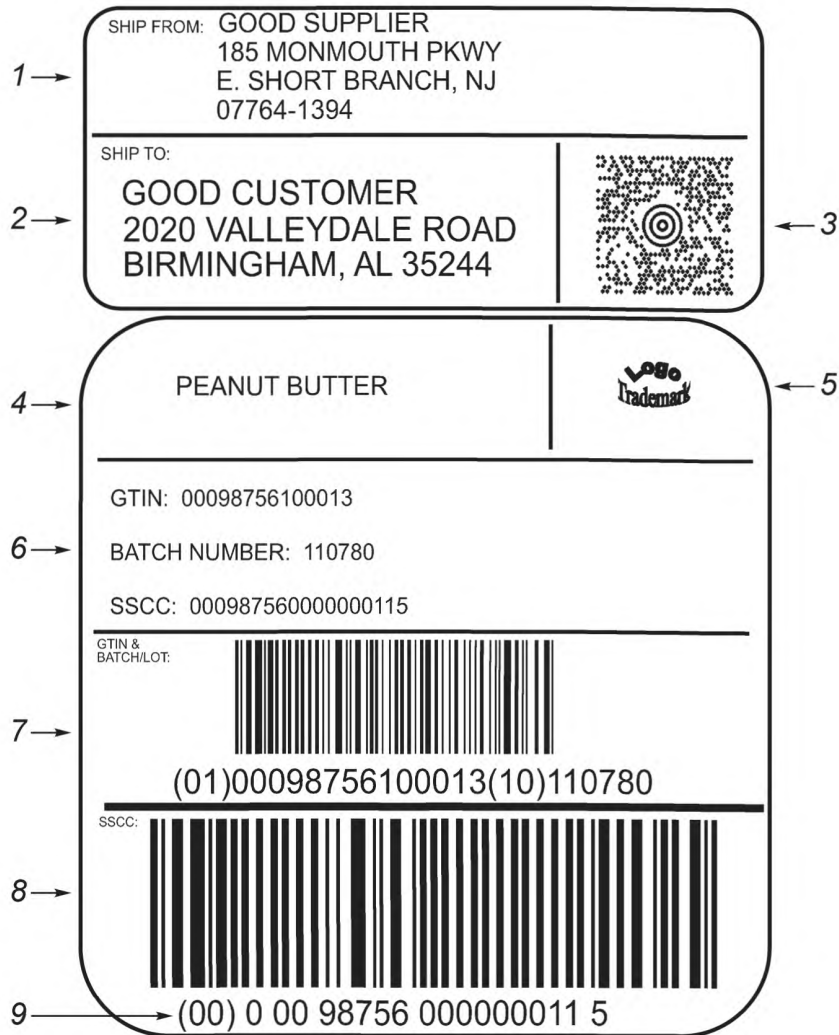 SHIP FROM: GOOD SUPPLIER
185 MONMOUTH PKWY
1
E. SHORT BRANCH, NJ
07764-1394
SHIP TO:
GOOD CUSTOMER
2
2020 VALLEYDALE ROAD
3
BIRMINGHAM, AL 35244
4
PEANUT BUTTER
Logo
Trademark
5
GTIN: 00098756100013
6
BATCH NUMBER: 110780
SSCC: 000987560000000115
GTIN &
BATCH/LOT:
7
(01)00098756100013(10)110780
SSCC:
8
9
(00) 0 00 98756 000000011 5